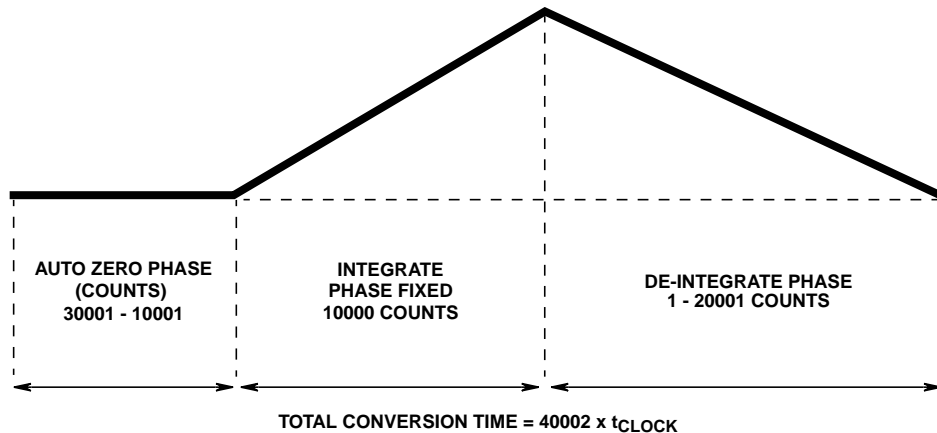 AUTO ZERO PHASE
(COUNTS)
30001 - 10001
INTEGRATE
PHASE FIXED
10000 COUNTS
DE-INTEGRATE PHASE
1 - 20001 COUNTS
TOTAL CONVERSION TIME = 40002 x tCLOCK